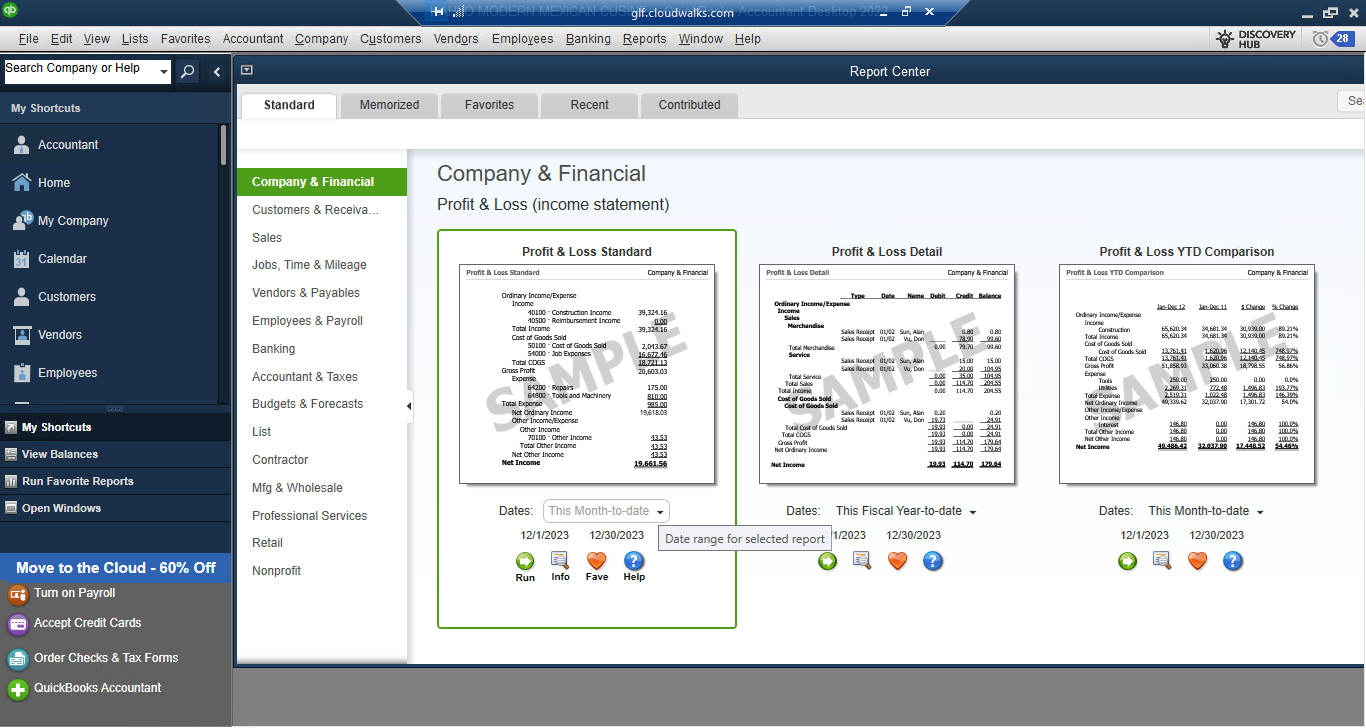 MODERN MEXICAN
glf.cloudwalks.com
Accountant Desktop 2022
File Edit View Lists Favorites Accountant Company Customers Vendors Employees Banking Reports Window Help
DISCOVERY
HUB
28
Search Company or Help
Report Center
My Shortcuts
Accountant
Home
My Company
Calendar
31
Customers
Vendors
Employees
My Shortcuts
View Balances
Run Favorite Reports
Open Windows
Move to the Cloud - 60% Off
Turn on Payroll
Accept Credit Cards
Order Checks & Tax Forms
QuickBooks Accountant
Standard Memorized Favorites Recent Contributed
Company & Financial
Customers & Receiva...
Sales
Jobs, Time & Mileage
Vendors & Payables
Employees & Payroll
Banking
Accountant & Taxes
Budgets & Forecasts
List
Contractor
Mfg & Wholesale
Professional Services
Retail
Nonprofit
Company & Financial
Profit & Loss (income statement)
Profit & Loss Standard
Profit & Loss Standard Company & Financial
Ordinary Income/Expense
Income
40100 · Construction Income 39,324.16
40500 · Reimbursement Income 0.00
Total Income 39,324.16
Cost of Goods Sold
50100 · Cost of Goods Sold 2,043.67
54000 · Job Expenses 16,677.46
Total COGS 18,721.13
Gross Profit 20,603.03
Expense
64200 · Repairs 175.00
64800 · Tools and Machinery 810.00
Total Expense 985.00
Net Ordinary Income 19,618.03
Other Income/Expense
Other Income
70100 · Other Income 43.53
Total Other Income 43.53
Net Other Income 43.53
Net Income 19,661.56
SAMPLE
Dates: This Month-to-date
12/1/2023 12/30/2023
Run Info Fave Help
Date range for selected report
Profit & Loss Detail
Profit & Loss Detail Company & Financial
Type Date Name Debit Credit Balance
Ordinary Income/Expense
Income
Sales
Merchandise
Sales Receipt 01/02 Sun, Alan 0.80 0.80
Sales Receipt 01/02 Vu, Don 78.90 99.60
Total Merchandise 0.00 79.70 99.60
Service
Sales Receipt 01/02 Sun, Alan 15.00 15.00
Sales Receipt 01/02 Vu, Don 20.00 104.95
Total Service 0.00 35.00 104.95
Total Sales 0.00 114.70 204.55
Total Income 0.00 114.70 204.55
Cost of Goods Sold
Cost of Goods Sold
Sales Receipt 01/02 Sun, Alan 0.20 0.20
Sales Receipt 01/02 Vu, Don 19.73 24.91
Total Cost of Goods Sold 19.93 0.00 24.91
Total COGS 19.93 0.00 24.91
Gross Profit 19.93 114.70 179.64
Net Ordinary Income 19.93 114.70 179.64
Net Income 19.93 114.70 179.64
SAMPLE
Dates: This Fiscal Year-to-date
1/2023 12/30/2023
Profit & Loss YTD Comparison
Profit & Loss YTD Comparison Company & Financial
Jan-Dec 12 Jan-Dec 11 $ Change % Change
Ordinary Income/Expense
Income
Construction 65,620.34 34,681.34 30,939.00 89.21%
Total Income 65,620.34 34,681.34 30,939.00 89.21%
Cost of Goods Sold
Cost of Goods Sold 13,761.41 1,620.96 12,140.45 748.97%
Total COGS 13,761.41 1,620.96 12,140.45 748.97%
Gross Profit 51,858.93 33,060.38 18,798.55 56.86%
Expense
Tools 250.00 250.00 0.00 0.0%
Utilities 2,269.31 772.48 1,496.83 193.77%
Total Expense 2,519.31 1,022.48 1,496.83 146.39%
Net Ordinary Income 49,339.62 32,037.90 17,301.72 54.0%
Other Income/Expense
Other Income
Interest 146.80 0.00 146.80 100.0%
Total Other Income 146.80 0.00 146.80 100.0%
Net Other Income 146.80 0.00 146.80 100.0%
Net Income 49,486.42 32,037.90 17,448.52 54.46%
SAMPLE
Dates: This Month-to-date
12/1/2023 12/30/2023